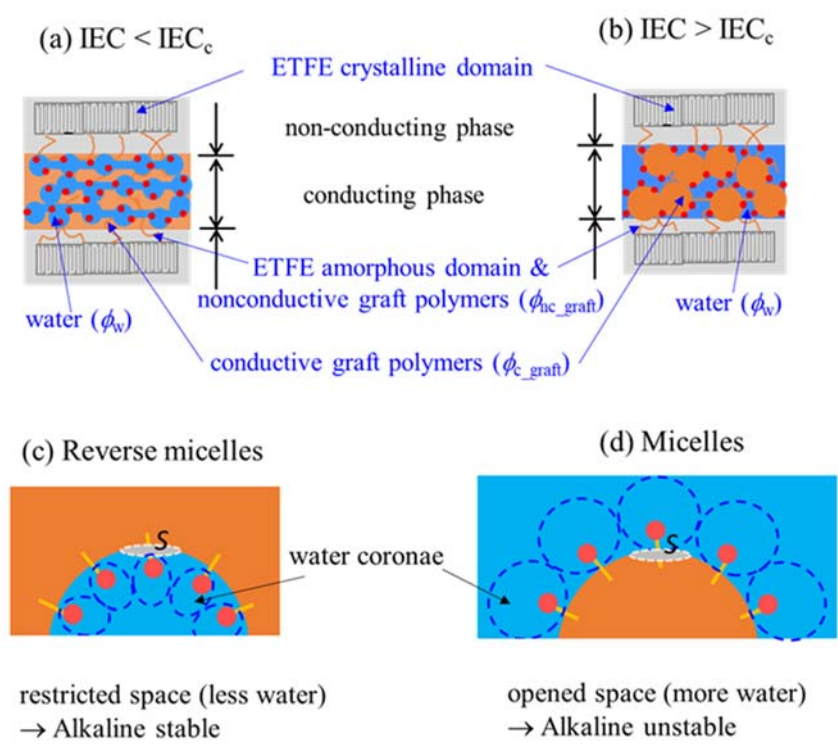 (a) IEC < IEC_c
(b) IEC > IEC_c
ETFE crystalline domain
non-conducting phase
conducting phase
ETFE amorphous domain &
nonconductive graft polymers (ϕ_nc_graft)
water (ϕ_w)
water (ϕ_w)
conductive graft polymers (ϕ_c_graft)
(c) Reverse micelles
(d) Micelles
S
S
water coronae
restricted space (less water)
→ Alkaline stable
opened space (more water)
→ Alkaline unstable